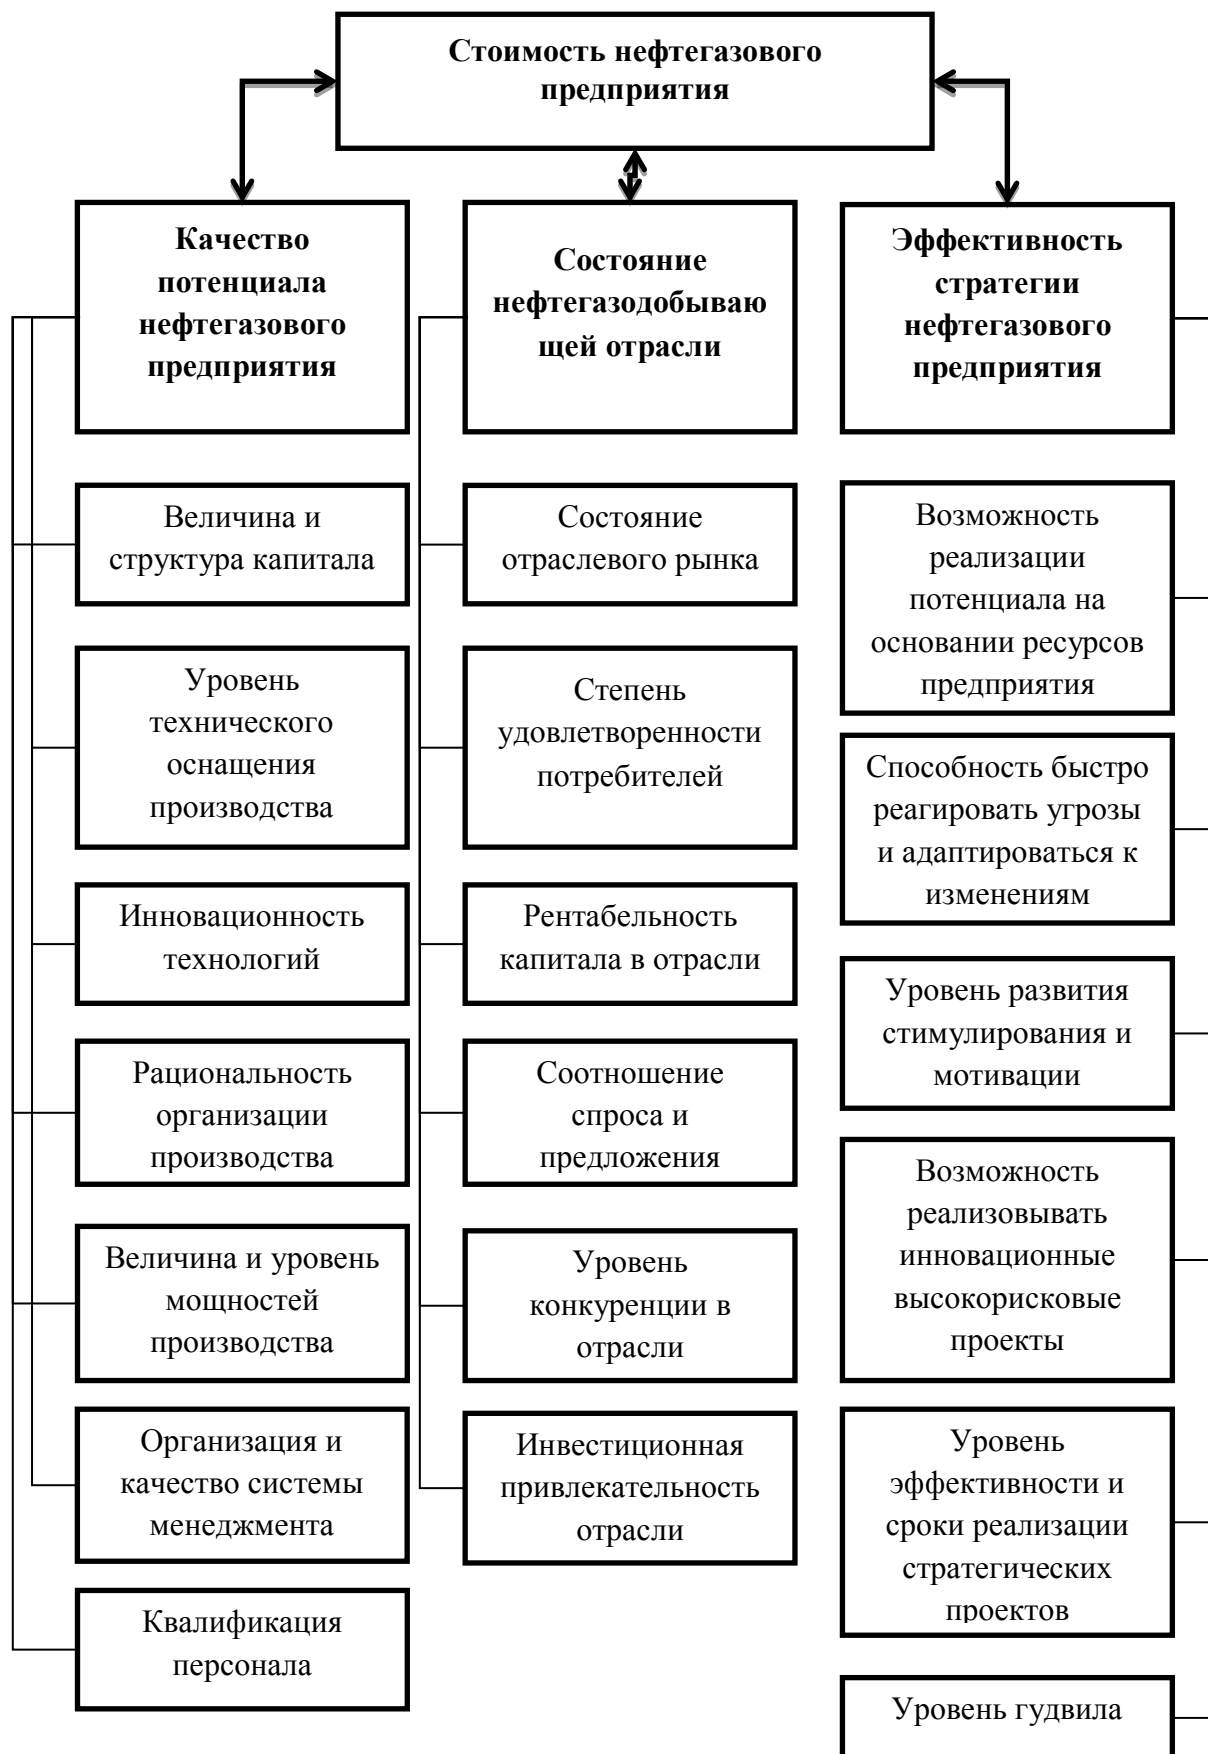 Стоимость нефтегазового
предприятия
Качество
потенциала
нефтегазового
предприятия
Величина и
структура капитала
Уровень
технического
оснащения
производства
Инновационность
технологий
Рациональность
организации
производства
Величина и уровень
мощностей
производства
Организация и
качество системы
менеджмента
Квалификация
персонала
Состояние
нефтегазодобываю
щей отрасли
Состояние
отраслевого рынка
Степень
удовлетворенности
потребителей
Рентабельность
капитала в отрасли
Соотношение
спроса и
предложения
Уровень
конкуренции в
отрасли
Инвестиционная
привлекательность
отрасли
Эффективность
стратегии
нефтегазового
предприятия
Возможность
реализации
потенциала на
основании ресурсов
предприятия
Способность быстро
реагировать угрозы
и адаптироваться к
изменениям
Уровень развития
стимулирования и
мотивации
Возможность
реализовывать
инновационные
высокорисковые
проекты
Уровень
эффективности и
сроки реализации
стратегических
проектов
Уровень гудвила